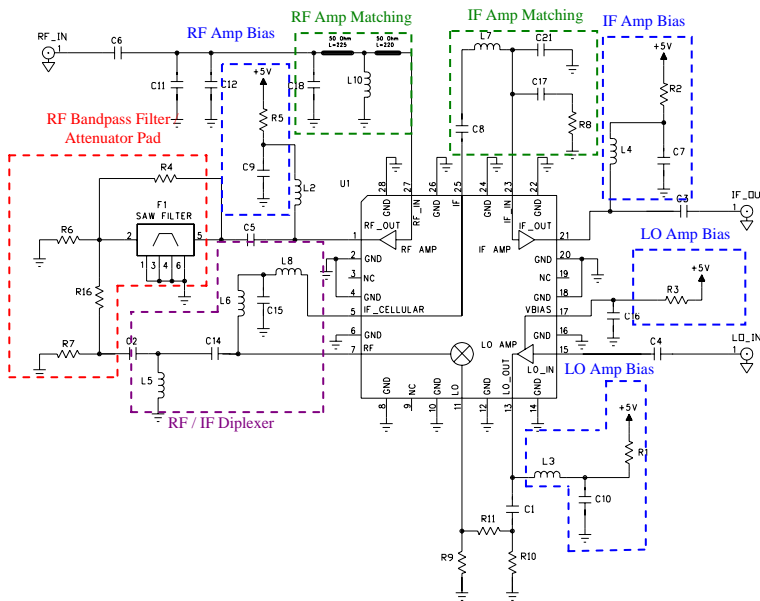 RF Amp Matching
IF Amp Matching
IF Amp Bias
RF Amp Bias
RF_IN
1
C6
50 Ohm
L=225
50 Ohm
L=220
L7
C21
C11
C12
C18
L10
+5V
C17
+5V
R2
R5
C8
R8
RF Bandpass Filter
Attenuator Pad
L4
C7
C9
L2
R4
U1
28
27
26
25
24
23
22
GND
RF_IN
GND
IF
GND
GND
C3
IF_OUT
1
F1
SAW FILTER
R6
2
5
C5
1
RF_OUT
RF AMP
IF_OUT
IF AMP
21
1
3
4
6
2
GND
3
NC
4
GND
5
IF_CELLULAR
6
GND
7
RF
GND
20
NC
19
GND
18
VBIAS
17
GND
16
15
LO Amp Bias
+5V
R3
C16
L8
L6
C15
R16
R7
C2
C14
L5
LO AMP
LO_IN
LO_OUT
C4
LO_IN
1
LO Amp Bias
GND
NC
GND
LO
GND
GND
8
9
10
11
12
13
14
RF / IF Diplexer
+5V
R1
L3
C10
C1
R11
R9
R10
LO Amp Bias